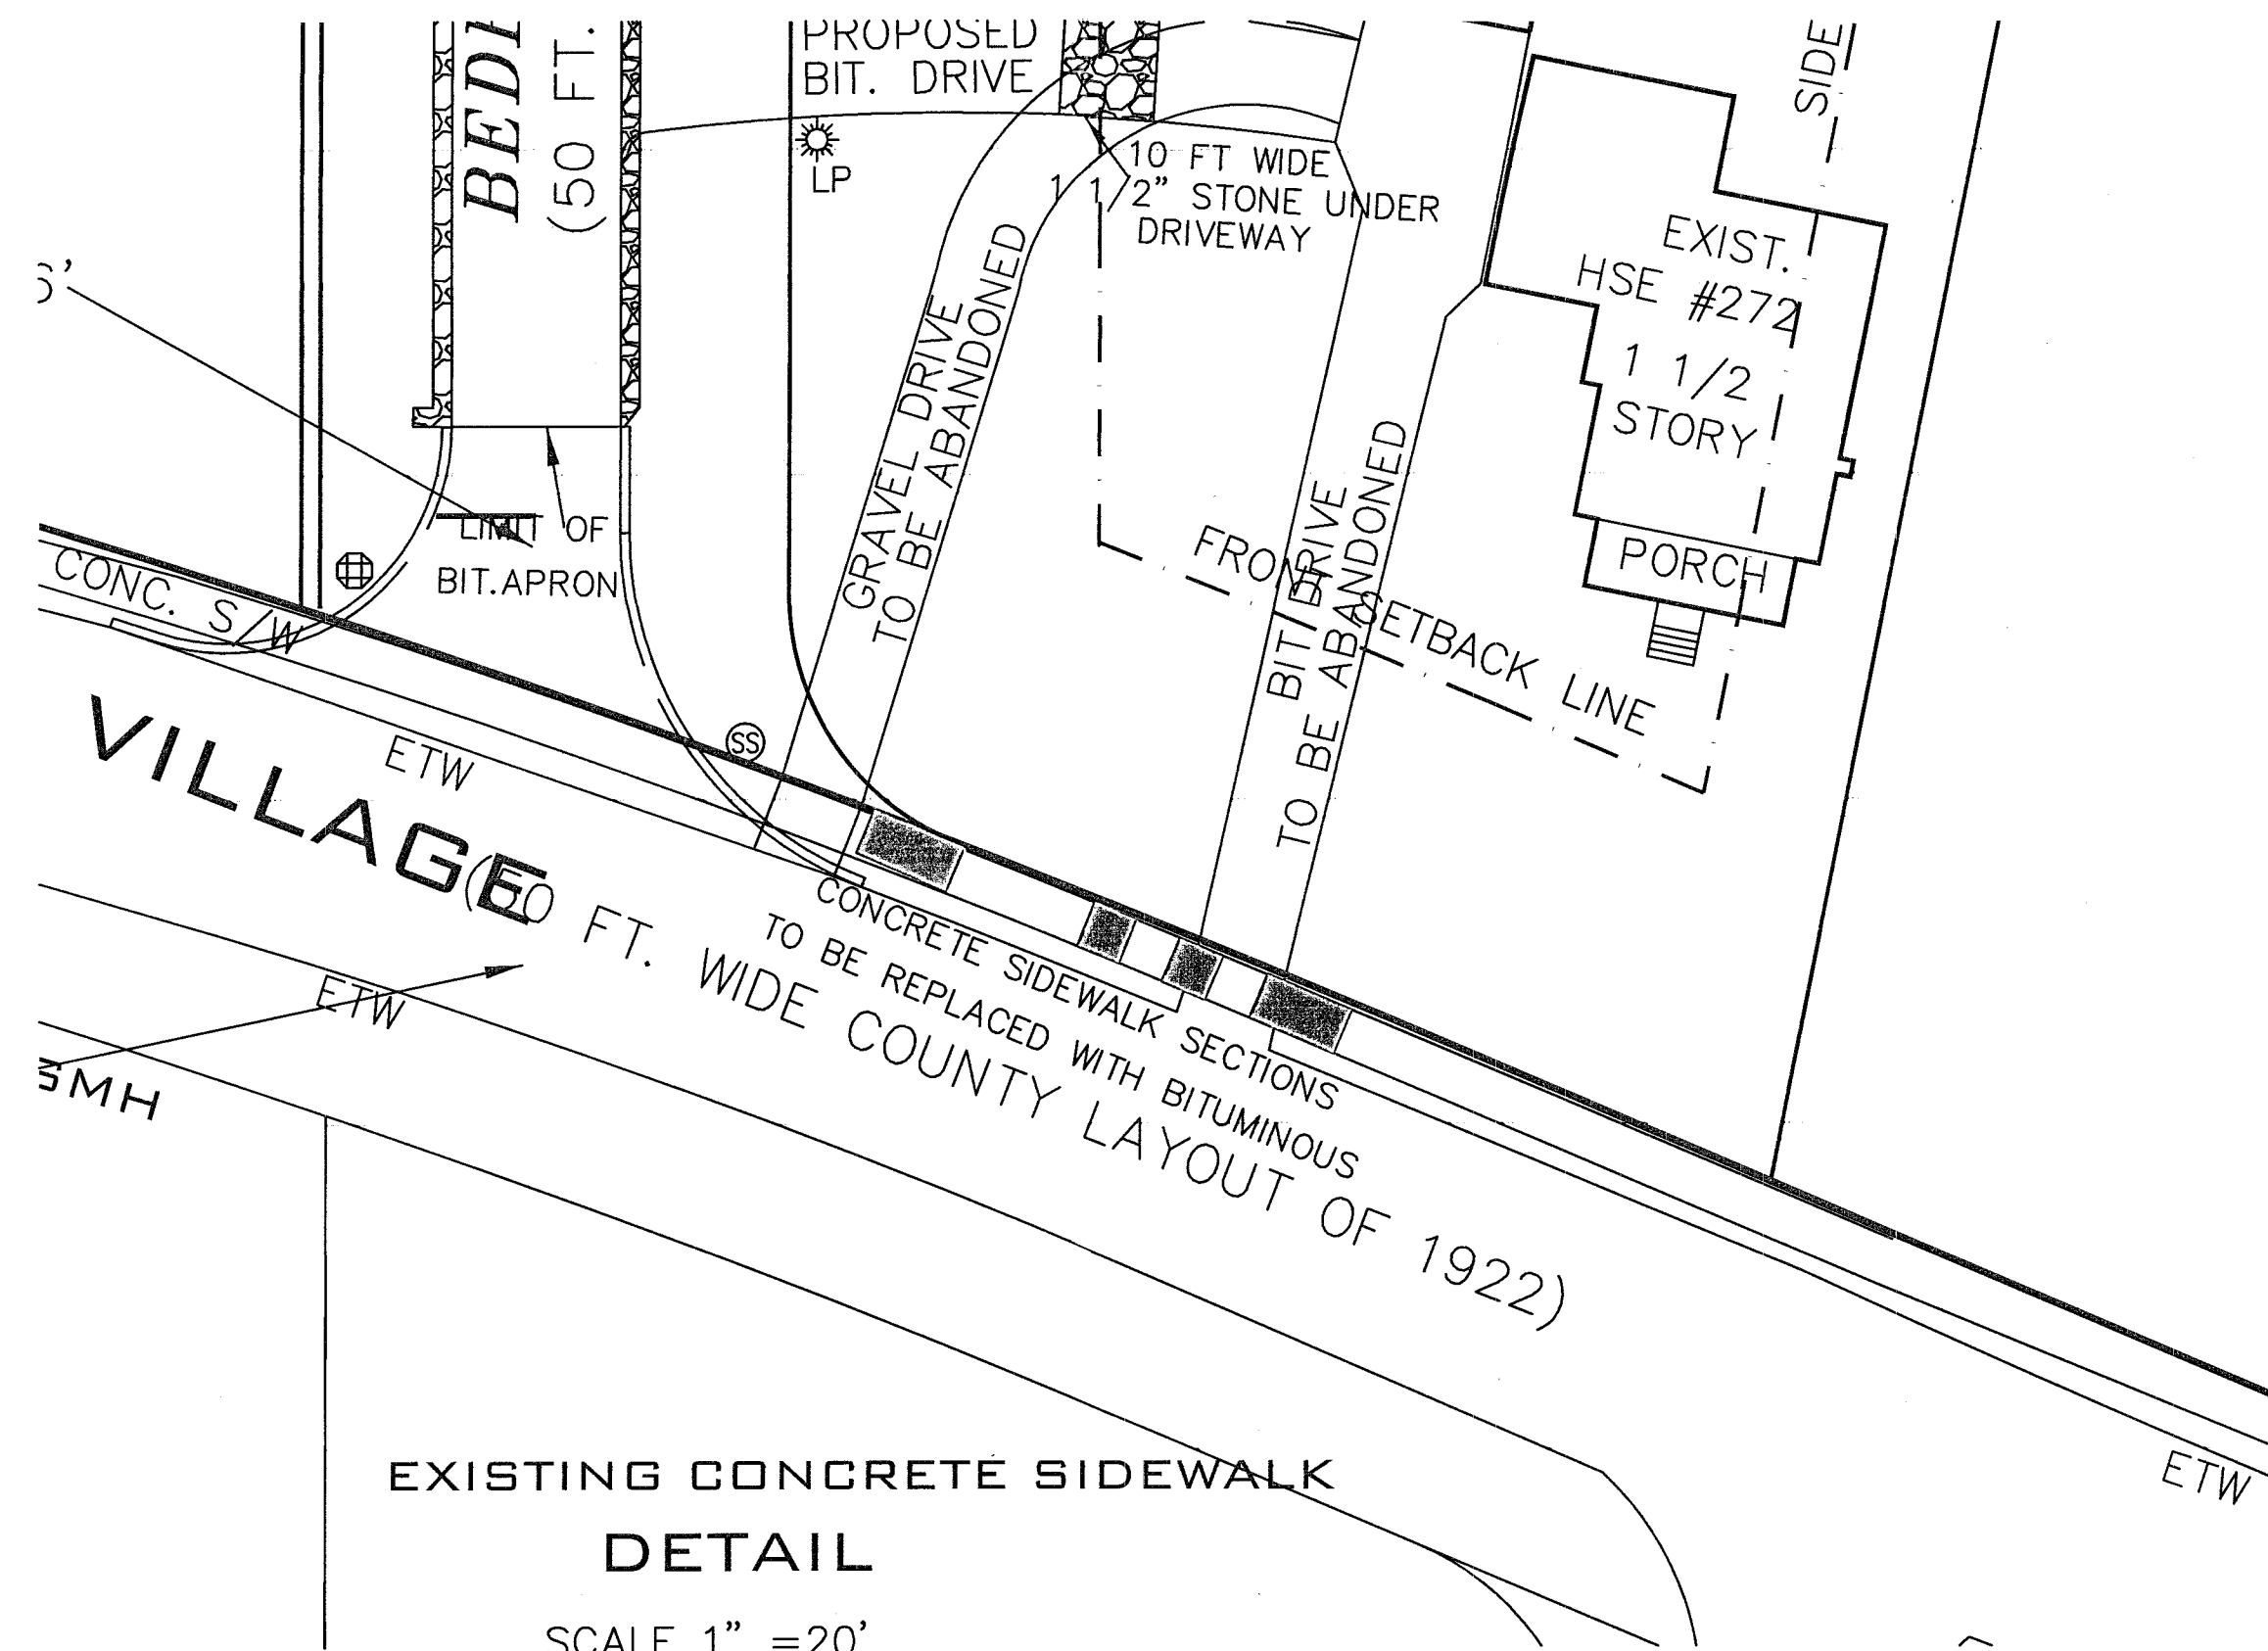 PROPOSED
BIT. DRIVE
(50 FT.
SIDE
LP
10 FT WIDE
1 1/2” STONE UNDER
DRIVEWAY
EXIST.
HSE #272
1 1/2
STORY
PORCH
6’
GRAVEL DRIVE
TO BE ABANDONED
BIT DRIVE
TO BE ABANDONED
LIMIT OF
BIT.APRON
FRONT SETBACK LINE
CONC. S/W
SS
VILLAGE
ETW
(50 FT. WIDE COUNTY LAYOUT OF 1922)
CONCRETE SIDEWALK SECTIONS
TO BE REPLACED WITH BITUMINOUS
ETW
SMH
ETW
EXISTING CONCRETE SIDEWALK
DETAIL
SCALE 1” =20’